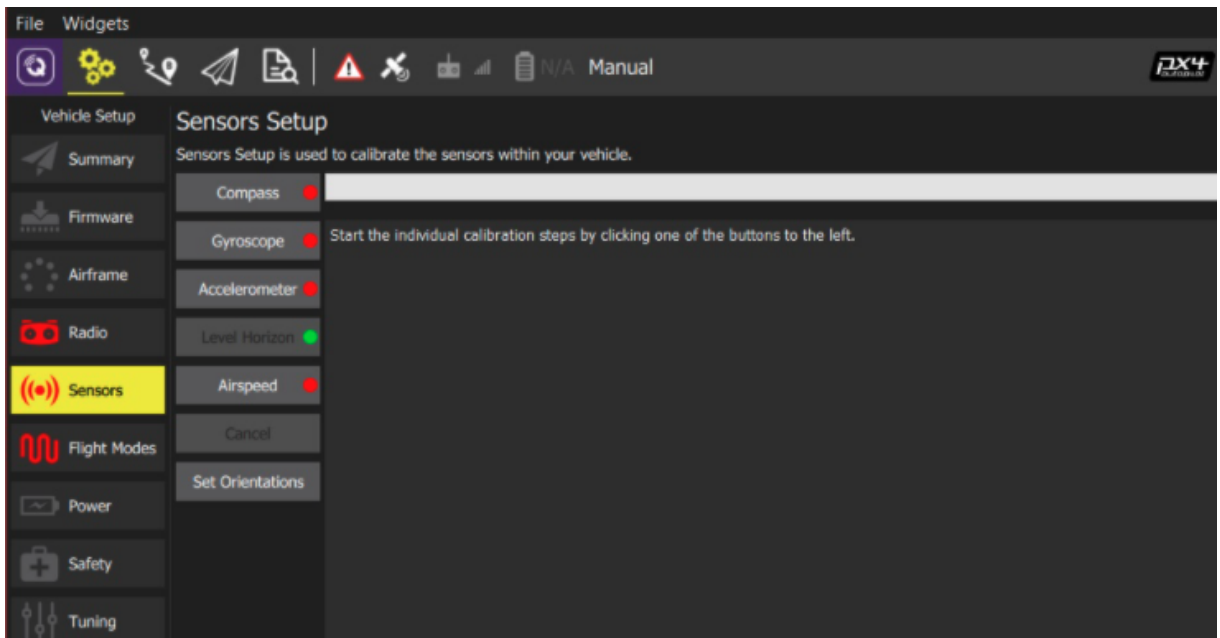 File Widgets
N/A Manual
px4
autopilot
Vehicle Setup
Summary
Firmware
Airframe
Radio
Sensors
Flight Modes
Power
Safety
Tuning
Sensors Setup
Sensors Setup is used to calibrate the sensors within your vehicle.
Compass
Gyroscope
Accelerometer
Level Horizon
Airspeed
Cancel
Set Orientations
Start the individual calibration steps by clicking one of the buttons to the left.